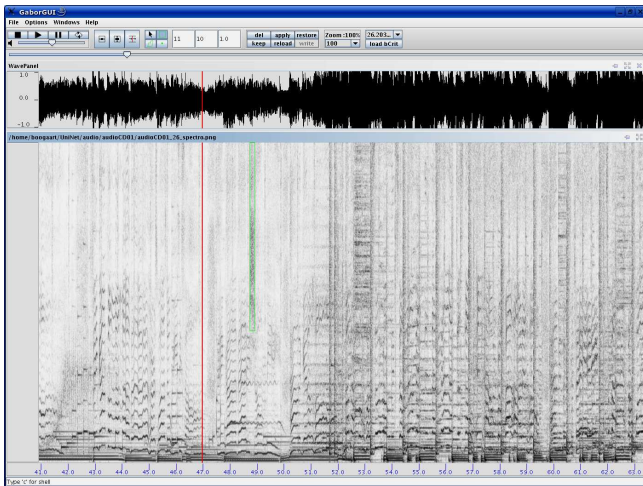 GaborGUI
File Options Windows Help
11 10 1.0
del apply restore Zoom :100% 26.203...
keep reload write 100 load hCrit
WavePanel
1.0
0.0
-1.0
/home/boogaart/UniNet/audio/audioCD01/audioCD01_26_spectro.png
41.0 42.0 43.0 44.0 45.0 46.0 47.0 48.0 49.0 50.0 51.0 52.0 53.0 54.0 55.0 56.0 57.0 58.0 59.0 60.0 61.0 62.0 63.0
Type 'c' for shell